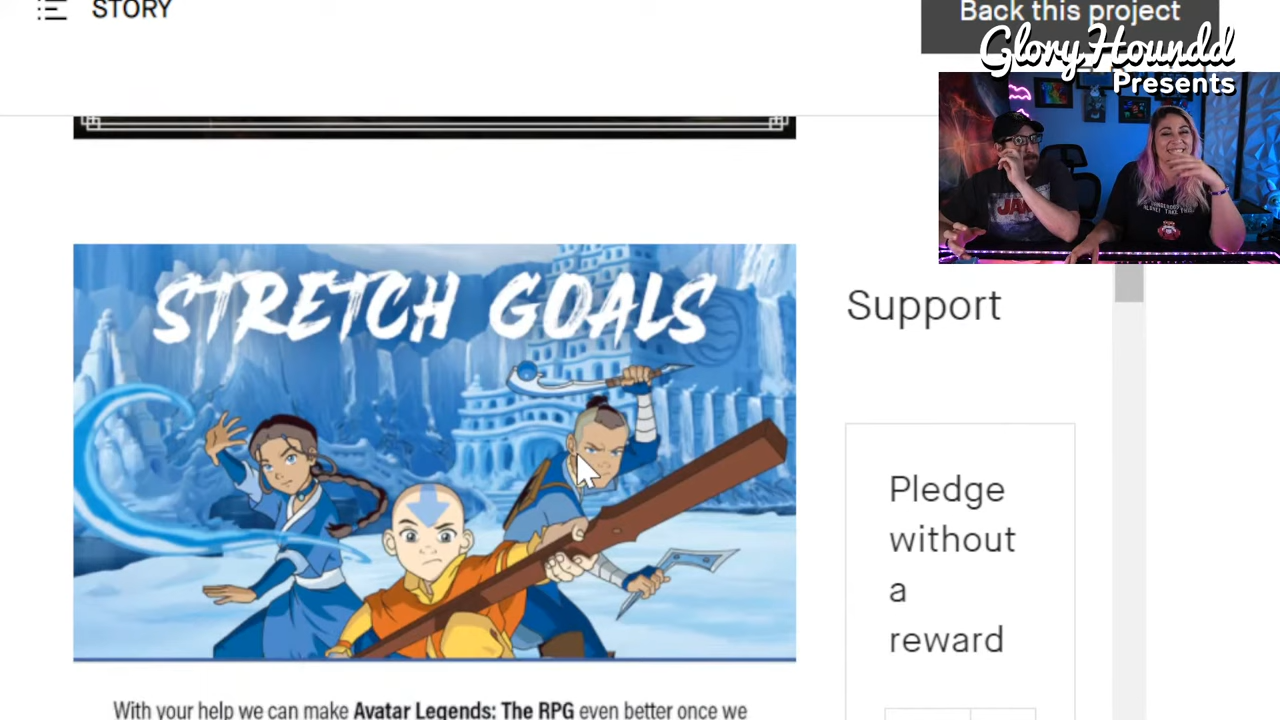 STORY
Back this project
GloryHoundd
Presents
STRETCH GOALS
Support
Pledge
without
a
reward
With your help we can make Avatar Legends: The RPG even better once we